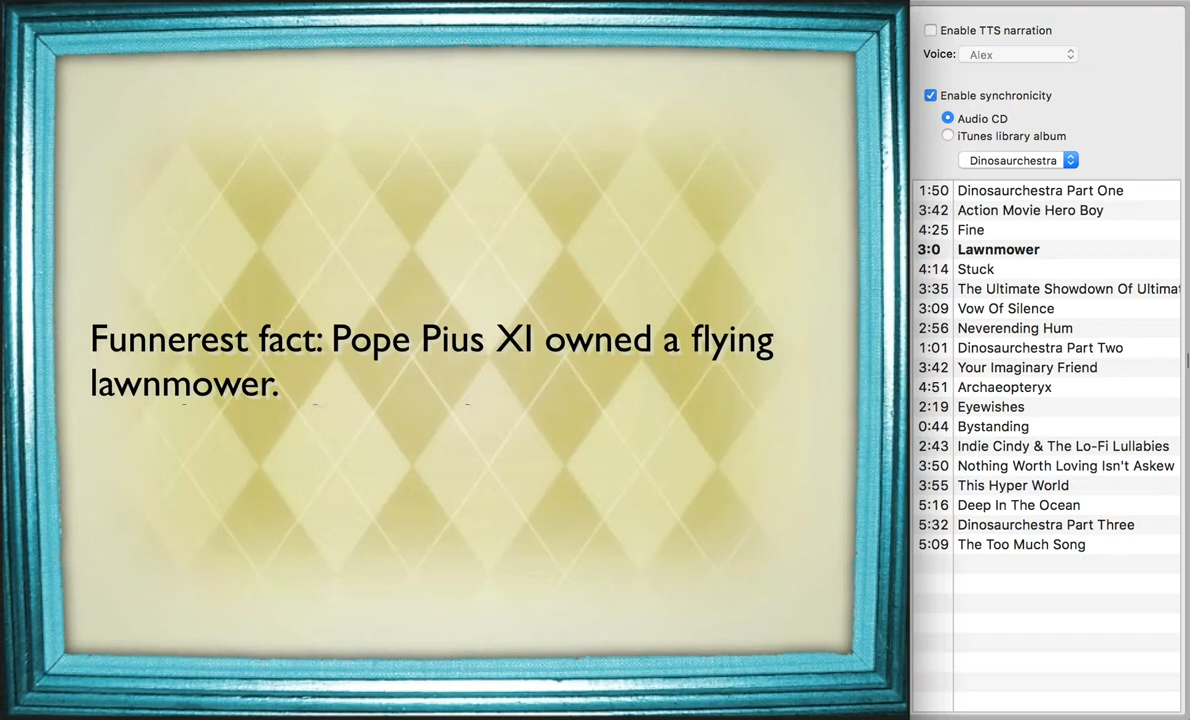 Funnerest fact: Pope Pius XI owned a flying
lawnmower.
Enable TTS narration
Voice: Alex
Enable synchronicity
Audio CD
iTunes library album
Dinosaurchestra
1:50 Dinosaurchestra Part One
3:42 Action Movie Hero Boy
4:25 Fine
3:0 Lawnmower
4:14 Stuck
3:35 The Ultimate Showdown Of Ultimat
3:09 Vow Of Silence
2:56 Neverending Hum
1:01 Dinosaurchestra Part Two
3:42 Your Imaginary Friend
4:51 Archaeopteryx
2:19 Eyewishes
0:44 Bystanding
2:43 Indie Cindy & The Lo-Fi Lullabies
3:50 Nothing Worth Loving Isn't Askew
3:55 This Hyper World
5:16 Deep In The Ocean
5:32 Dinosaurchestra Part Three
5:09 The Too Much Song